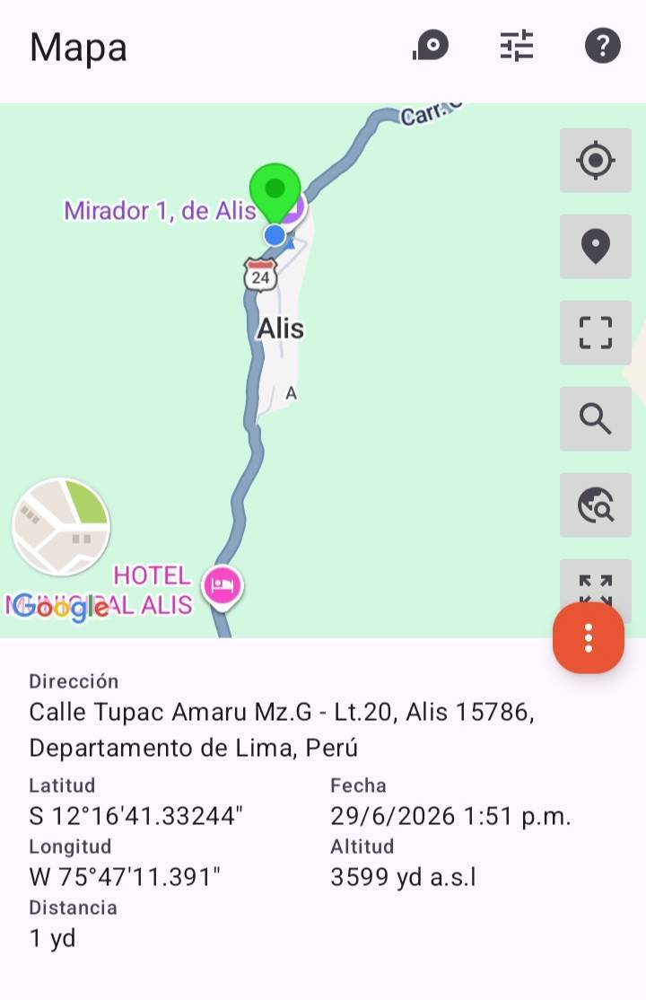 Mapa
Carr.
Mirador 1, de Alis
24
Alis
A
HOTEL
MUNICIPAL ALIS
Google
Dirección
Calle Tupac Amaru Mz.G - Lt.20, Alis 15786,
Departamento de Lima, Perú
Latitud
S 12°16'41.33244"
Fecha
29/6/2026 1:51 p.m.
Longitud
W 75°47'11.391"
Altitud
3599 yd a.s.l
Distancia
1 yd